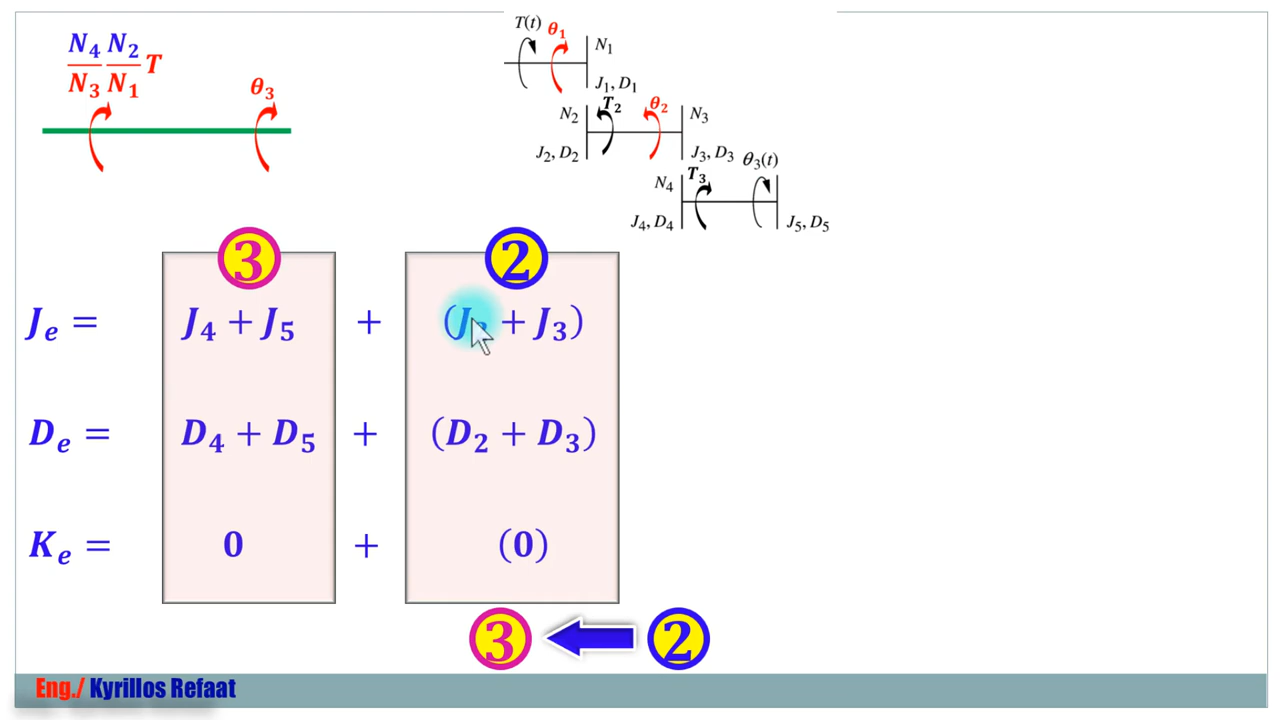 N4 N2
N3 N1 T
θ3
T(t) θ1 N1
J1, D1
N2 T2 θ2 N3
J2, D2 J3, D3 θ3(t)
N4 T3
J4, D4 J5, D5
3 2
Je = J4 + J5 + (J2 + J3)
De = D4 + D5 + (D2 + D3)
Ke = 0 + (0)
3 2
Eng./ Kyrillos Refaat